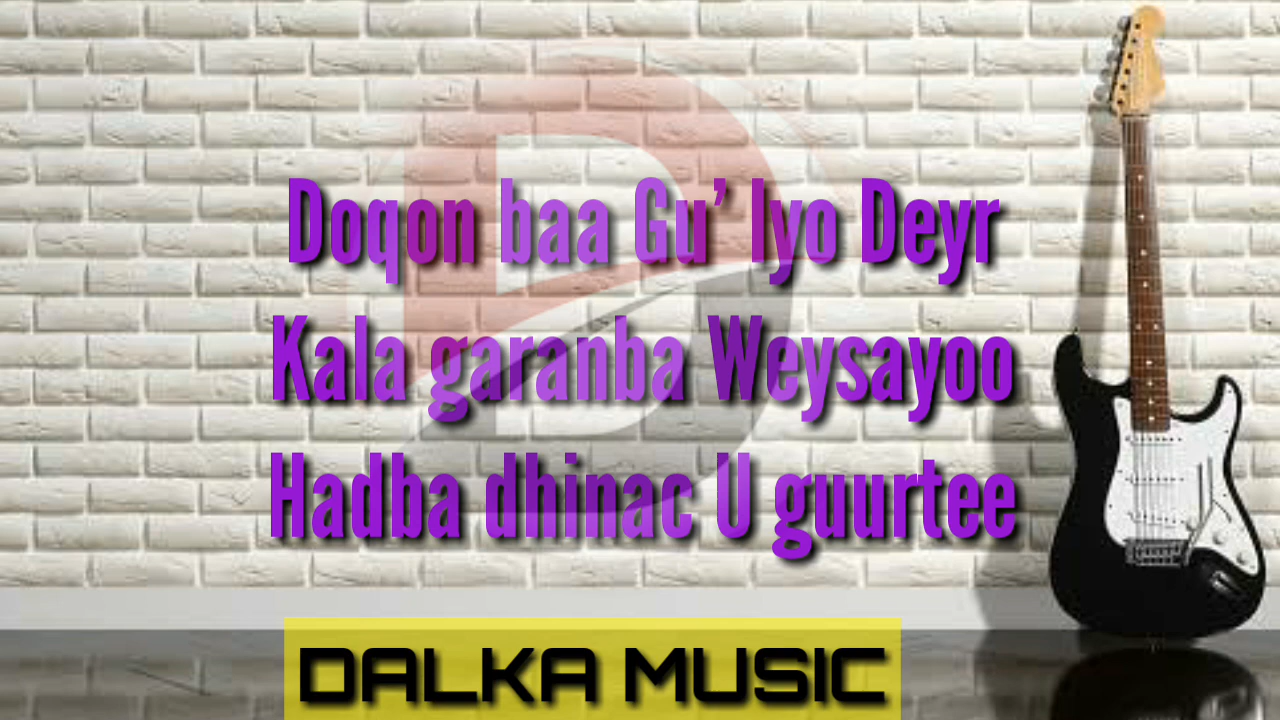 Doqon baa Gu’ Iyo Deyr
Kala garanba Weysayoo
Hadba dhinac U guurtee
DALKA MUSIC